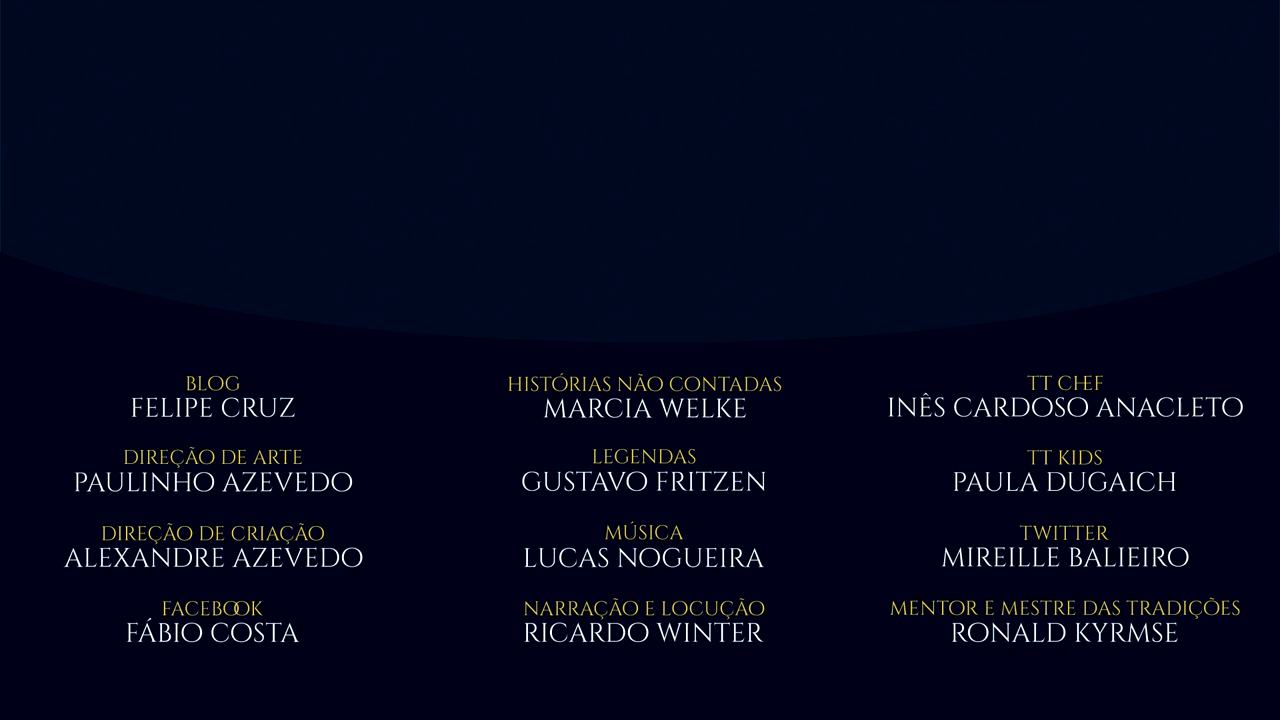 BLOG
FELIPE CRUZ
DIREÇÃO DE ARTE
PAULINHO AZEVEDO
DIREÇÃO DE CRIAÇÃO
ALEXANDRE AZEVEDO
FACEBOOK
FÁBIO COSTA
HISTÓRIAS NÃO CONTADAS
MARCIA WELKE
LEGENDAS
GUSTAVO FRITZEN
MÚSICA
LUCAS NOGUEIRA
NARRAÇÃO E LOCUÇÃO
RICARDO WINTER
TT CHEF
INÊS CARDOSO ANACLETO
TT KIDS
PAULA DUGAICH
TWITTER
MIREILLE BALIEIRO
MENTOR E MESTRE DAS TRADIÇÕES
RONALD KYRMSE